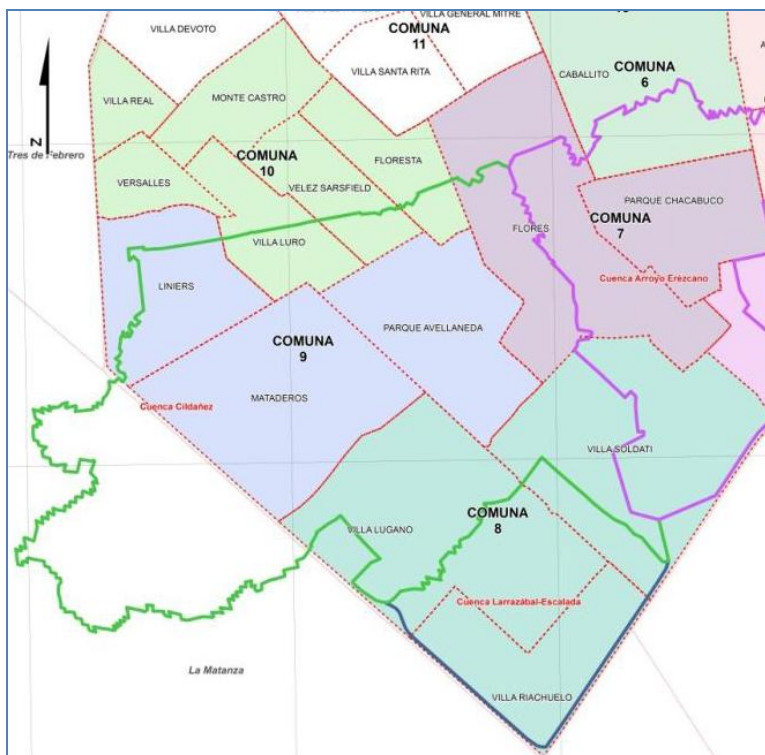 VILLA GENERAL MITRE
VILLA DEVOTO
COMUNA
11
VILLA SANTA RITA
COMUNA
6
CABALLITO
VILLA REAL
MONTE CASTRO
N
Tres de Febrero
COMUNA
10
FLORESTA
VERSALLES
VELEZ SARSFIELD
PARQUE CHACABUCO
COMUNA
7
FLORES
VILLA LURO
Cuenca Arroyo Erézcano
LINIERS
PARQUE AVELLANEDA
COMUNA
9
MATADEROS
Cuenca Cildáñez
VILLA SOLDATI
COMUNA
8
VILLA LUGANO
Cuenca Larrazábal-Escalada
La Matanza
VILLA RIACHUELO